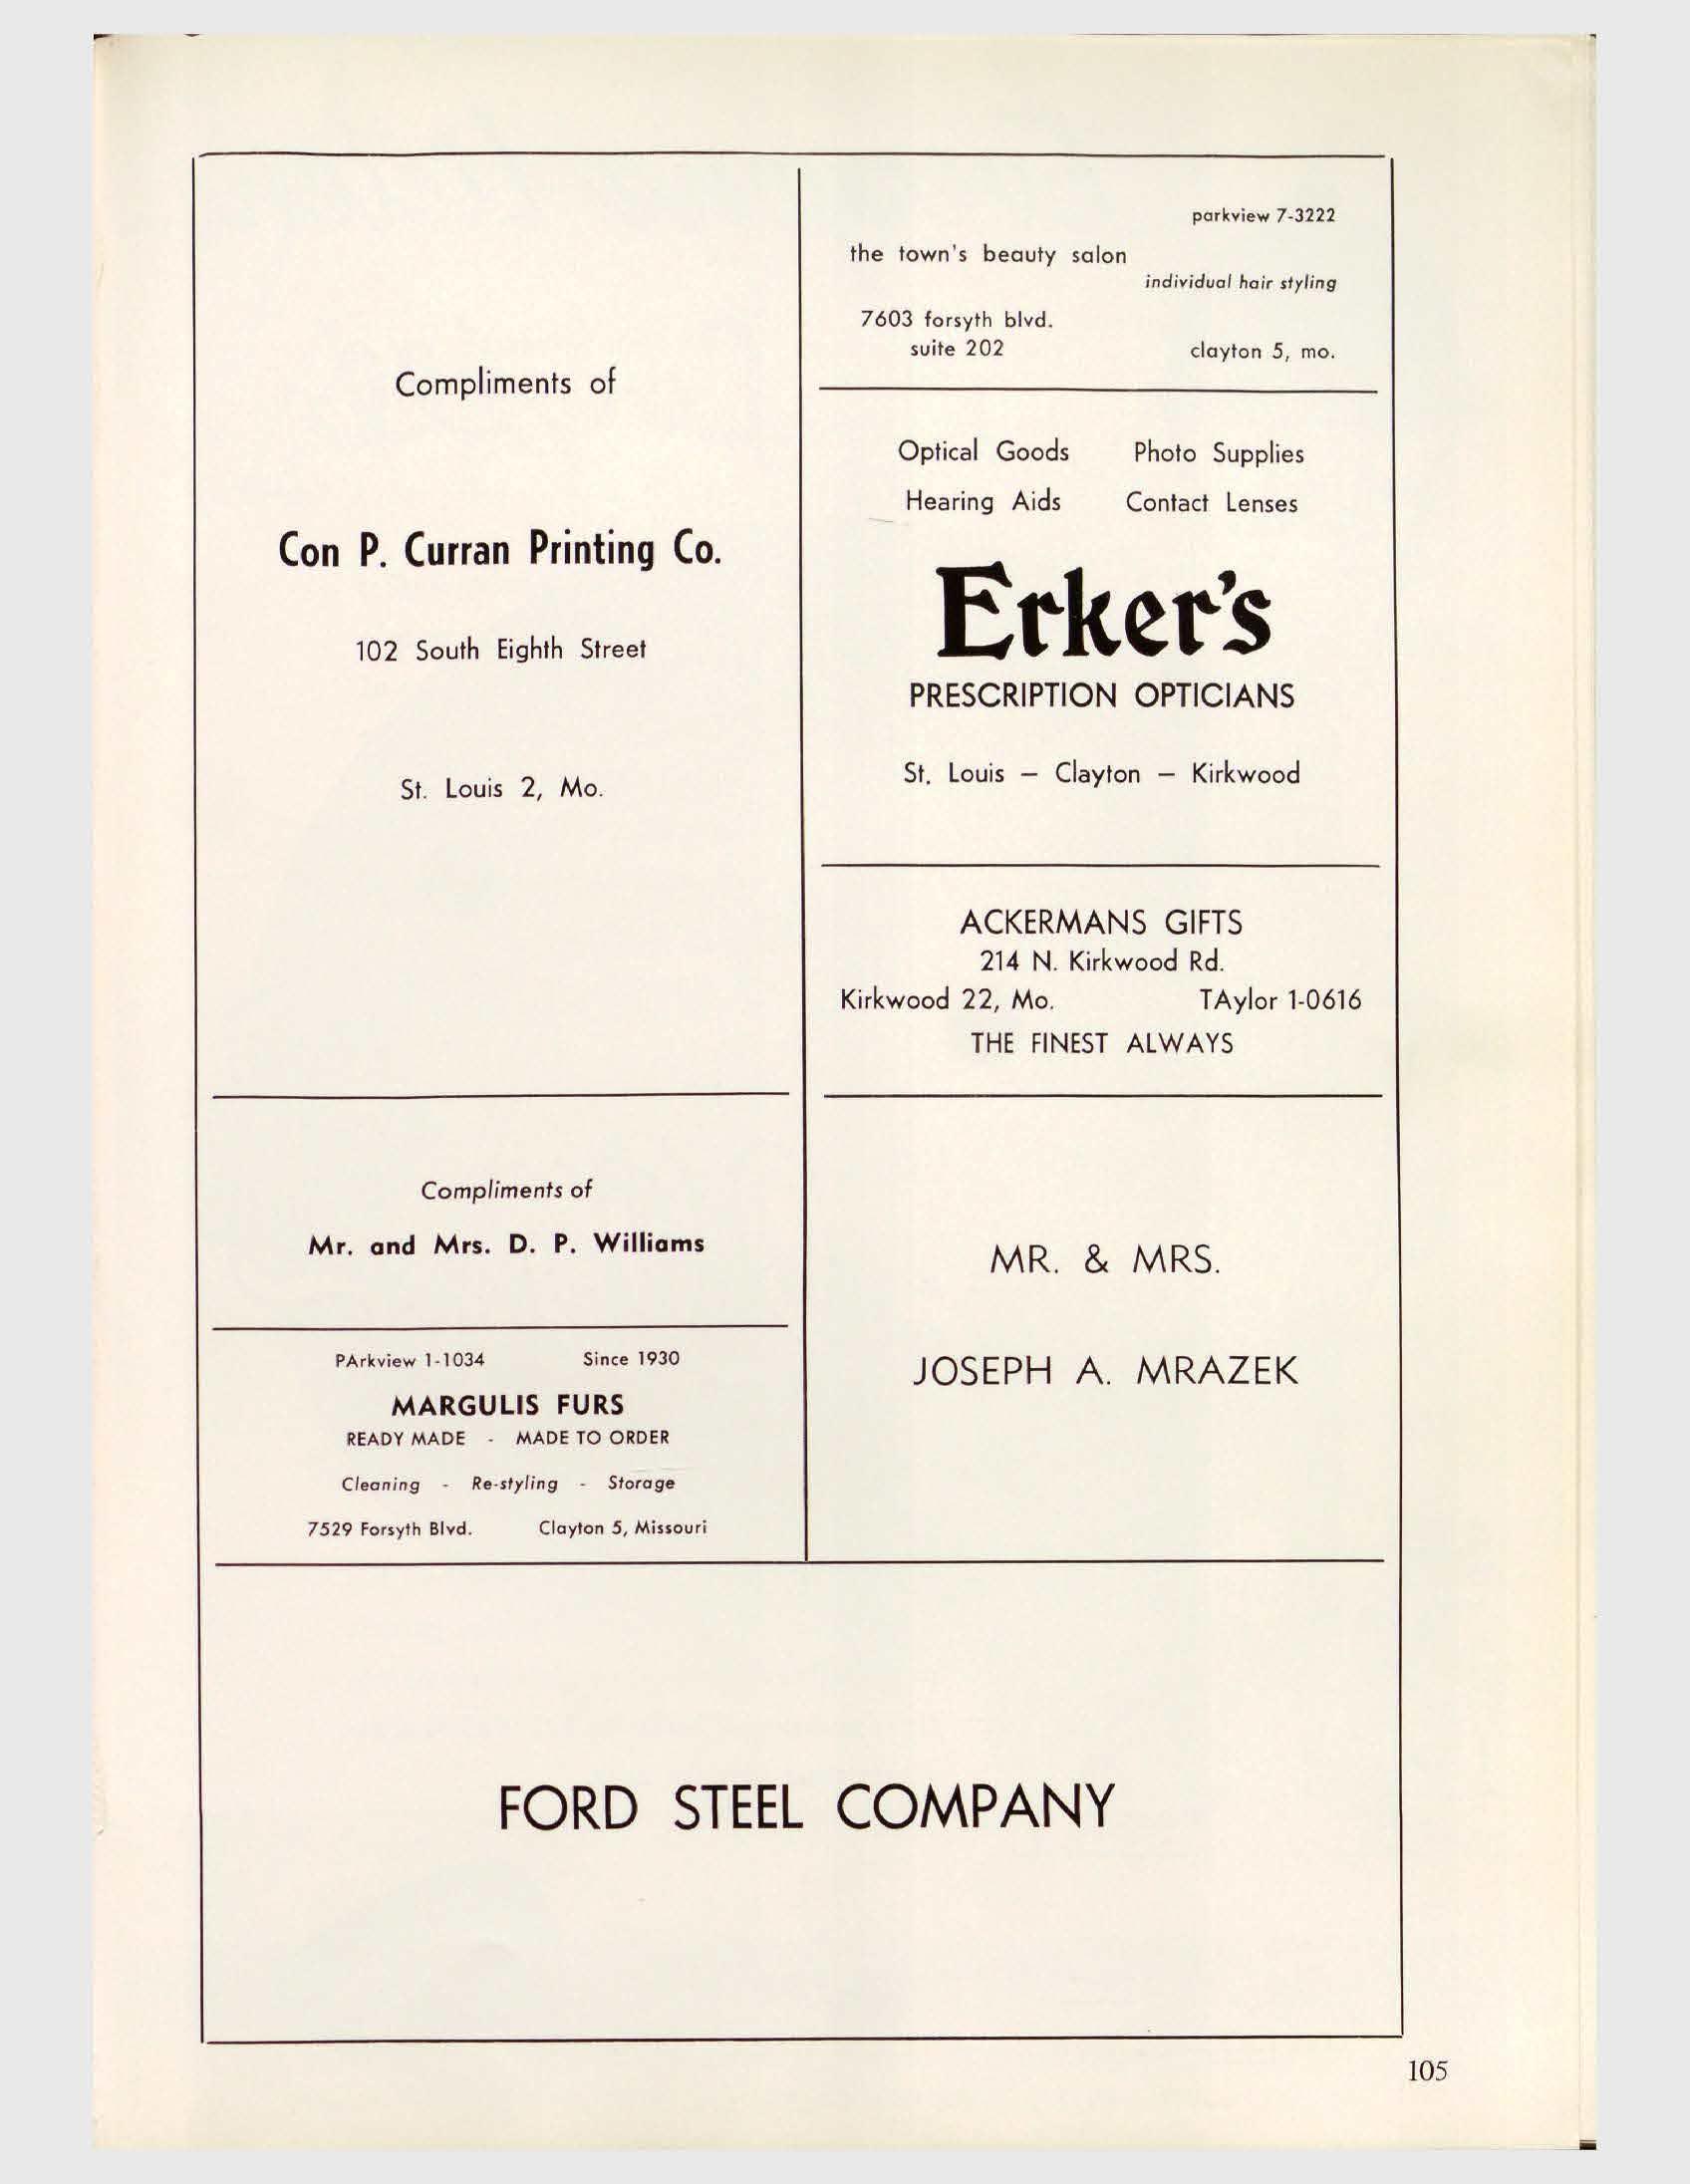 Compliments of
Con P. Curran Printing Co.
102 South Eighth Street
St. Louis 2, Mo.
Compliments of
Mr. and Mrs. D. P. Williams
PArkview 1-1034 Since 1930
MARGULIS FURS
READY MADE - MADE TO ORDER
Cleaning - Re-styling - Storage
7529 Forsyth Blvd. Clayton 5, Missouri
parkview 7-3222
the town's beauty salon
individual hair styling
7603 forsyth blvd.
suite 202 clayton 5, mo.
Optical Goods Photo Supplies
Hearing Aids Contact Lenses
Erker's
PRESCRIPTION OPTICIANS
St. Louis — Clayton — Kirkwood
ACKERMANS GIFTS
214 N. Kirkwood Rd.
Kirkwood 22, Mo. TAylor 1-0616
THE FINEST ALWAYS
MR. & MRS.
JOSEPH A. MRAZEK
FORD STEEL COMPANY
105